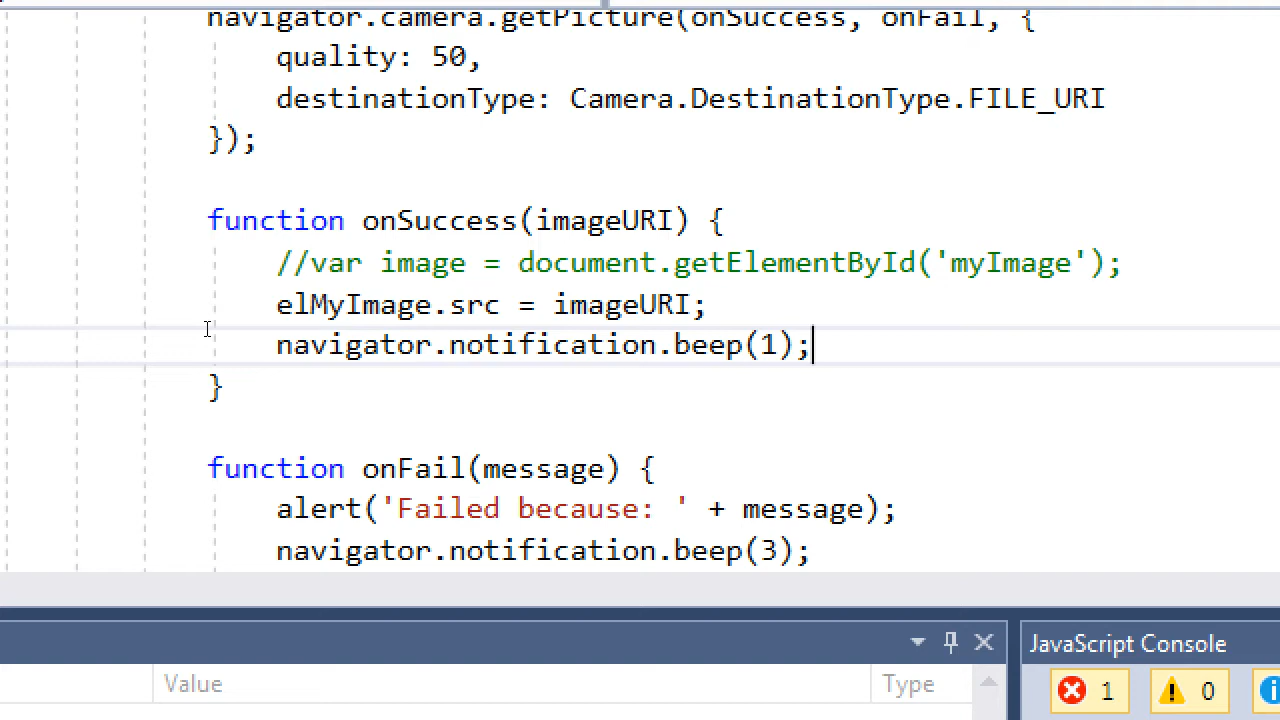 navigator.camera.getPicture(onSuccess, onFail, {
quality: 50,
destinationType: Camera.DestinationType.FILE_URI
});
function onSuccess(imageURI) {
//var image = document.getElementById('myImage');
elMyImage.src = imageURI;
navigator.notification.beep(1);
}
function onFail(message) {
alert('Failed because: ' + message);
navigator.notification.beep(3);
JavaScript Console
Value Type
1 0